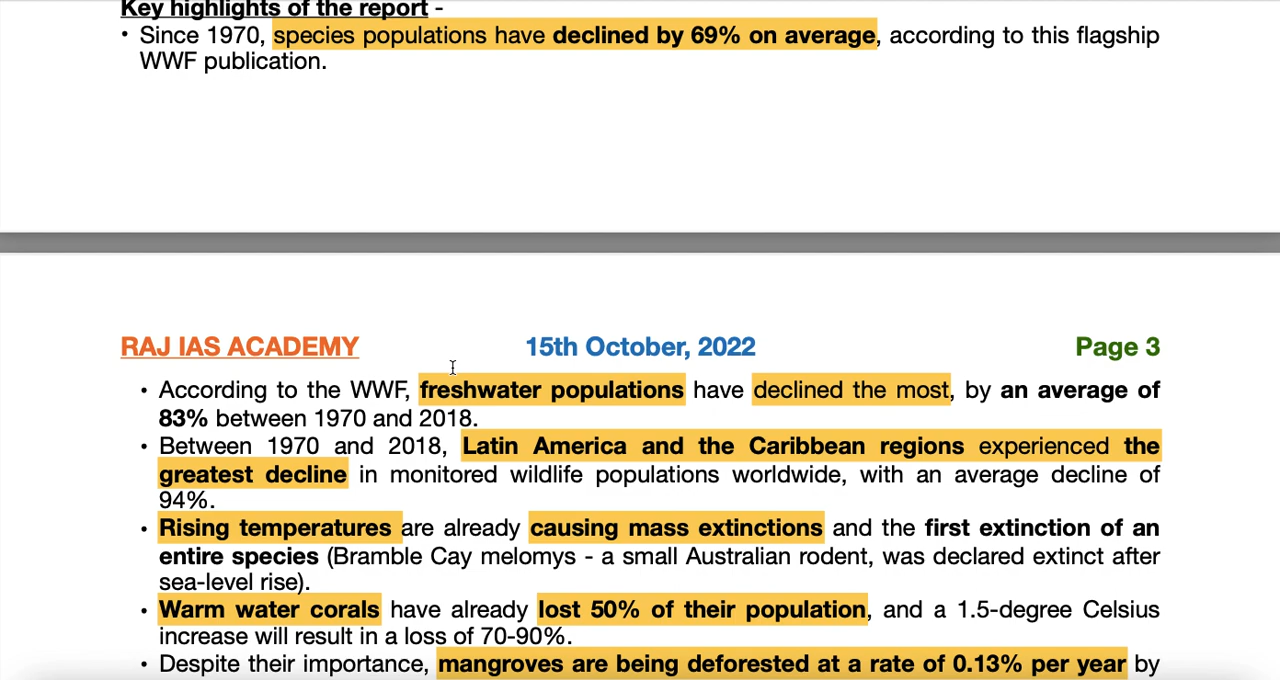 Key highlights of the report -
• Since 1970, species populations have declined by 69% on average, according to this flagship
WWF publication.
RAJ IAS ACADEMY 15th October, 2022 Page 3
• According to the WWF, freshwater populations have declined the most, by an average of
83% between 1970 and 2018.
• Between 1970 and 2018, Latin America and the Caribbean regions experienced the
greatest decline in monitored wildlife populations worldwide, with an average decline of
94%.
• Rising temperatures are already causing mass extinctions and the first extinction of an
entire species (Bramble Cay melomys - a small Australian rodent, was declared extinct after
sea-level rise).
• Warm water corals have already lost 50% of their population, and a 1.5-degree Celsius
increase will result in a loss of 70-90%.
• Despite their importance, mangroves are being deforested at a rate of 0.13% per year by